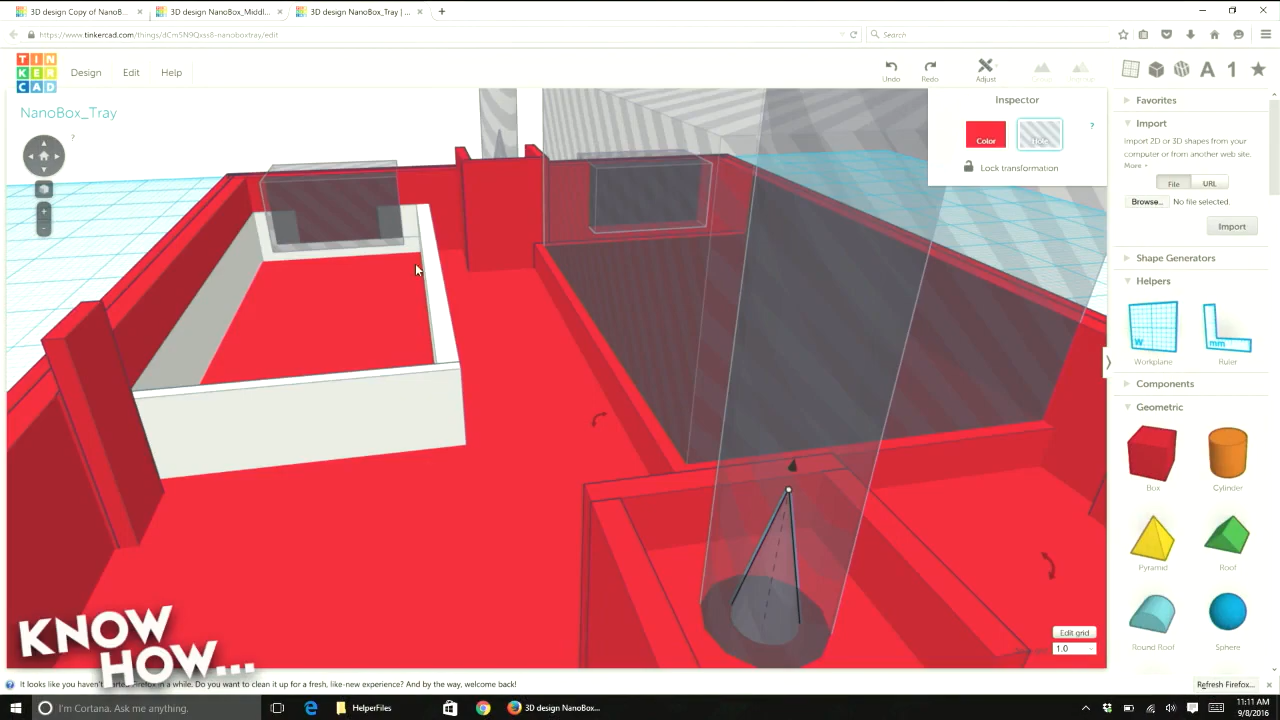 3D design Copy of NanoB...
3D design NanoBox_Middl...
3D design NanoBox_Tray | ...
https://www.tinkercad.com/things/dCm5N9Qxss8-nanoboxtray/edit
Search
TIN
KER
CAD
Design
Edit
Help
Undo
Redo
Adjust
NanoBox_Tray
?
Inspector
Color
Hole
?
Lock transformation
Favorites
Import
Import 2D or 3D shapes from your
computer or from another web site.
More
File
URL
Browse...
No file selected.
Import
Shape Generators
Helpers
W
mm
Workplane
Ruler
Components
Geometric
Box
Cylinder
Pyramid
Roof
Round Roof
Sphere
Edit grid
1.0
KNOW
HOW...
It looks like you haven't started Firefox in a while. Do you want to clean it up for a fresh, like-new experience? And by the way, welcome back!
Refresh Firefox...
I'm Cortana. Ask me anything.
HelperFiles
3D design NanoBox...
11:11 AM
9/8/2016